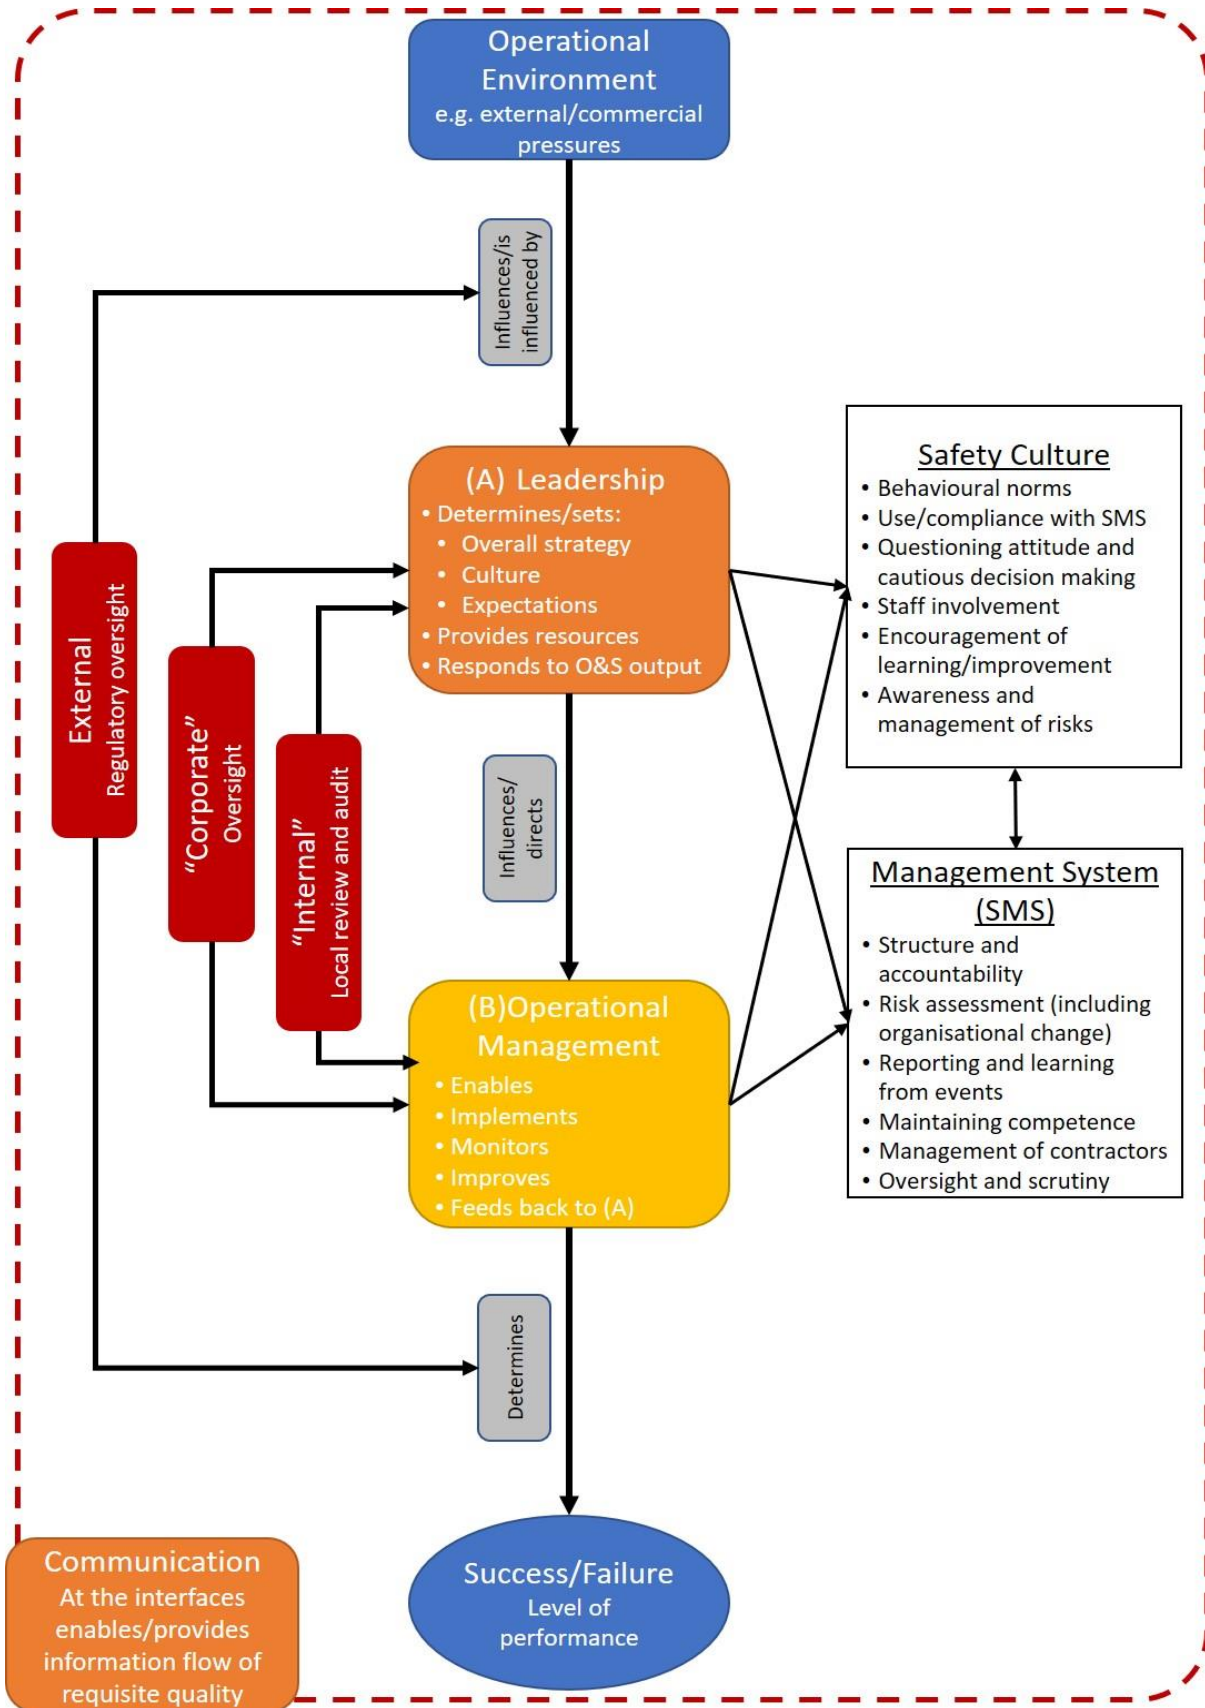 Operational
Environment
e.g. external/commercial
pressures
Influences/is
influenced by
(A) Leadership
• Determines/sets:
• Overall strategy
• Culture
• Expectations
• Provides resources
• Responds to O&S output
External
Regulatory oversight
“Corporate”
Oversight
“Internal”
Local review and audit
Influences/
directs
Safety Culture
• Behavioural norms
• Use/compliance with SMS
• Questioning attitude and
cautious decision making
• Staff involvement
• Encouragement of
learning/improvement
• Awareness and
management of risks
Management System
(SMS)
• Structure and
accountability
• Risk assessment (including
organisational change)
• Reporting and learning
from events
• Maintaining competence
• Management of contractors
• Oversight and scrutiny
(B)Operational
Management
• Enables
• Implements
• Monitors
• Improves
• Feeds back to (A)
Determines
Success/Failure
Level of
performance
Communication
At the interfaces
enables/provides
information flow of
requisite quality